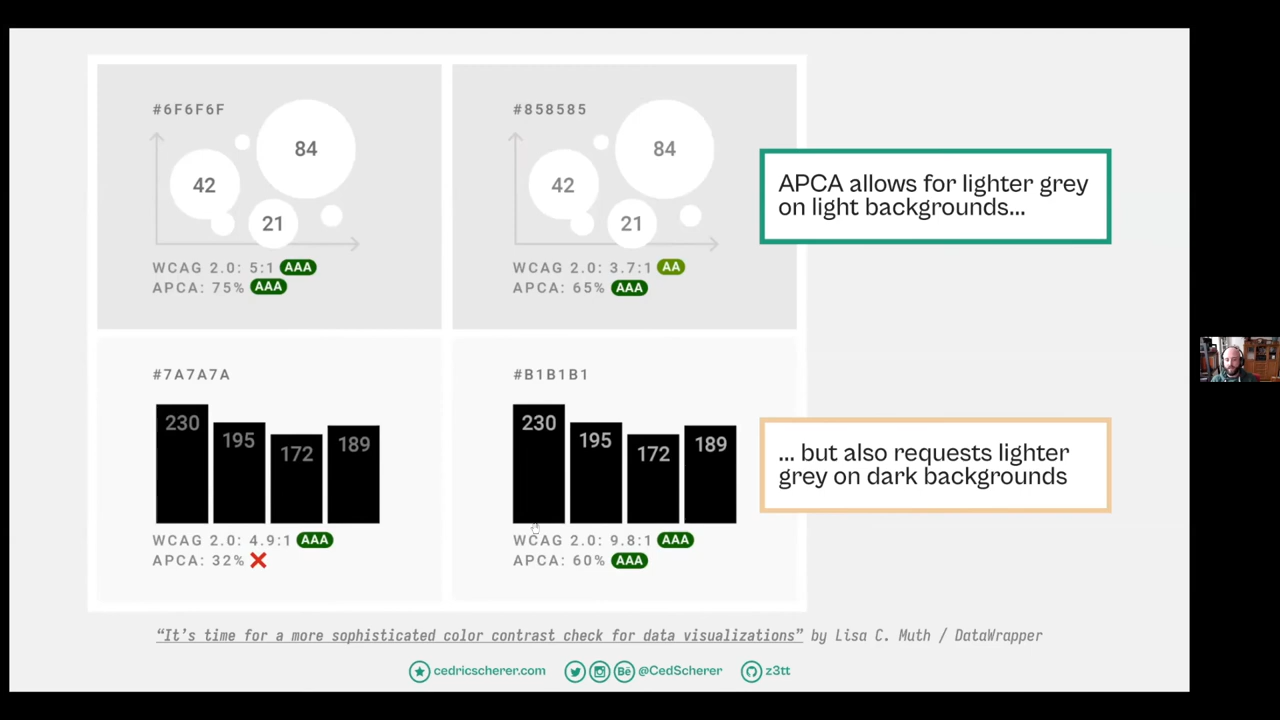 #6F6F6F
84
42
21
WCAG 2.0: 5:1 AAA
APCA: 75% AAA
#858585
84
42
21
WCAG 2.0: 3.7:1 AA
APCA: 65% AAA
APCA allows for lighter grey
on light backgrounds...
#7A7A7A
230
195
172
189
WCAG 2.0: 4.9:1 AAA
APCA: 32%
#B1B1B1
230
195
172
189
WCAG 2.0: 9.8:1 AAA
APCA: 60% AAA
... but also requests lighter
grey on dark backgrounds
“It’s time for a more sophisticated color contrast check for data visualizations” by Lisa C. Muth / DataWrapper
cedricscherer.com Bē @CedScherer z3tt